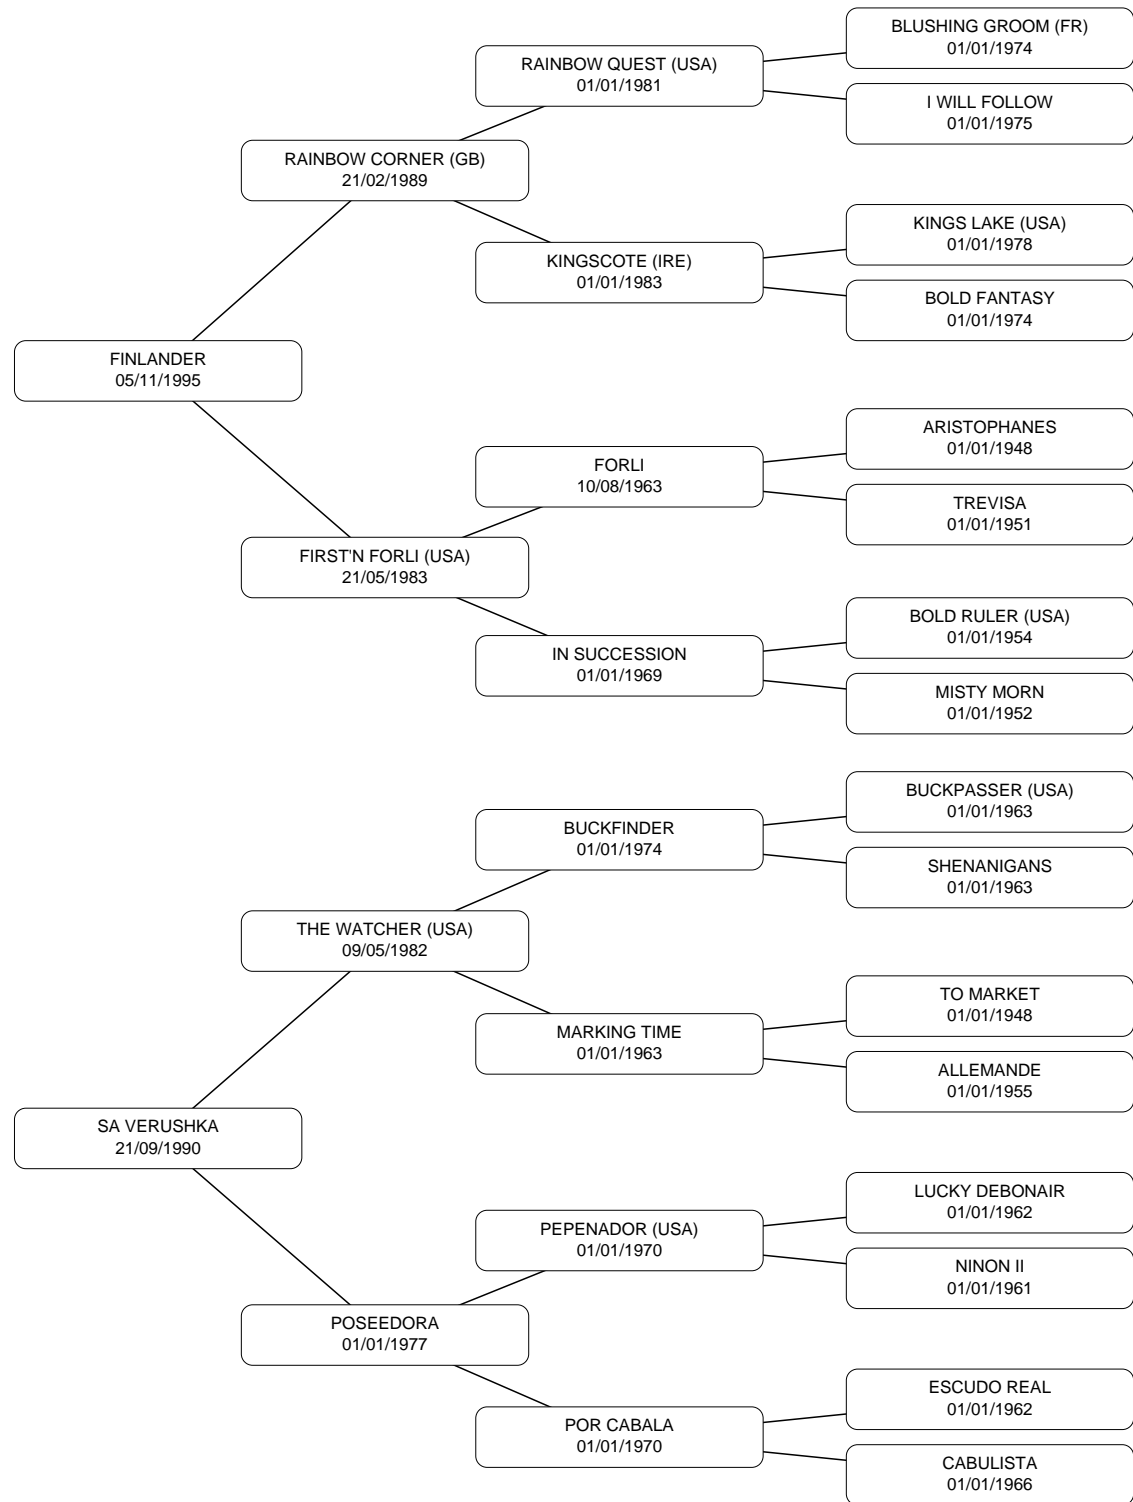 BLUSHING GROOM (FR)
01/01/1974
RAINBOW QUEST (USA)
01/01/1981
I WILL FOLLOW
01/01/1975
RAINBOW CORNER (GB)
21/02/1989
KINGS LAKE (USA)
01/01/1978
KINGSCOTE (IRE)
01/01/1983
BOLD FANTASY
01/01/1974
FINLANDER
05/11/1995
ARISTOPHANES
01/01/1948
FORLI
10/08/1963
TREVISA
01/01/1951
FIRST'N FORLI (USA)
21/05/1983
BOLD RULER (USA)
01/01/1954
IN SUCCESSION
01/01/1969
MISTY MORN
01/01/1952
BUCKPASSER (USA)
01/01/1963
BUCKFINDER
01/01/1974
SHENANIGANS
01/01/1963
THE WATCHER (USA)
09/05/1982
TO MARKET
01/01/1948
MARKING TIME
01/01/1963
ALLEMANDE
01/01/1955
SA VERUSHKA
21/09/1990
LUCKY DEBONAIR
01/01/1962
PEPENADOR (USA)
01/01/1970
NINON II
01/01/1961
POSEEDORA
01/01/1977
ESCUDO REAL
01/01/1962
POR CABALA
01/01/1970
CABULISTA
01/01/1966